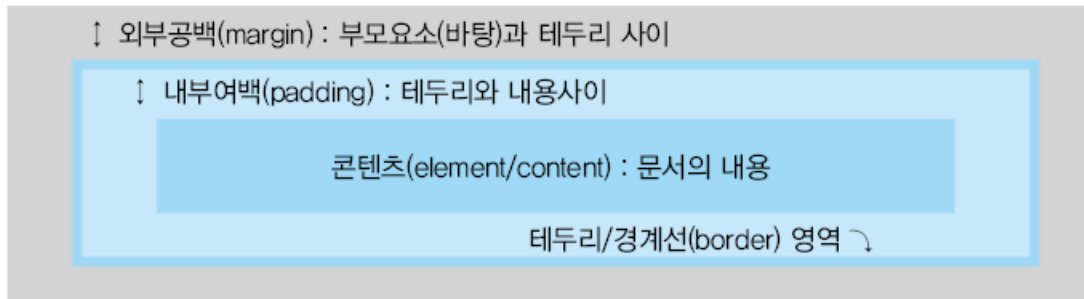 ↕ 외부공백(margin) : 부모요소(바탕)과 테두리 사이
↕ 내부여백(padding) : 테두리와 내용사이
콘텐츠(element/content) : 문서의 내용
테두리/경계선(border) 영역